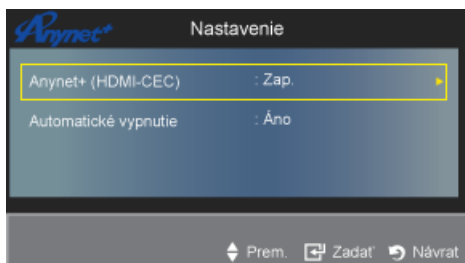 Anynet+ Nastavenie
Anynet+ (HDMI-CEC) : Zap.
Automatické vypnutie : Áno
Prem. Zadať Návrat